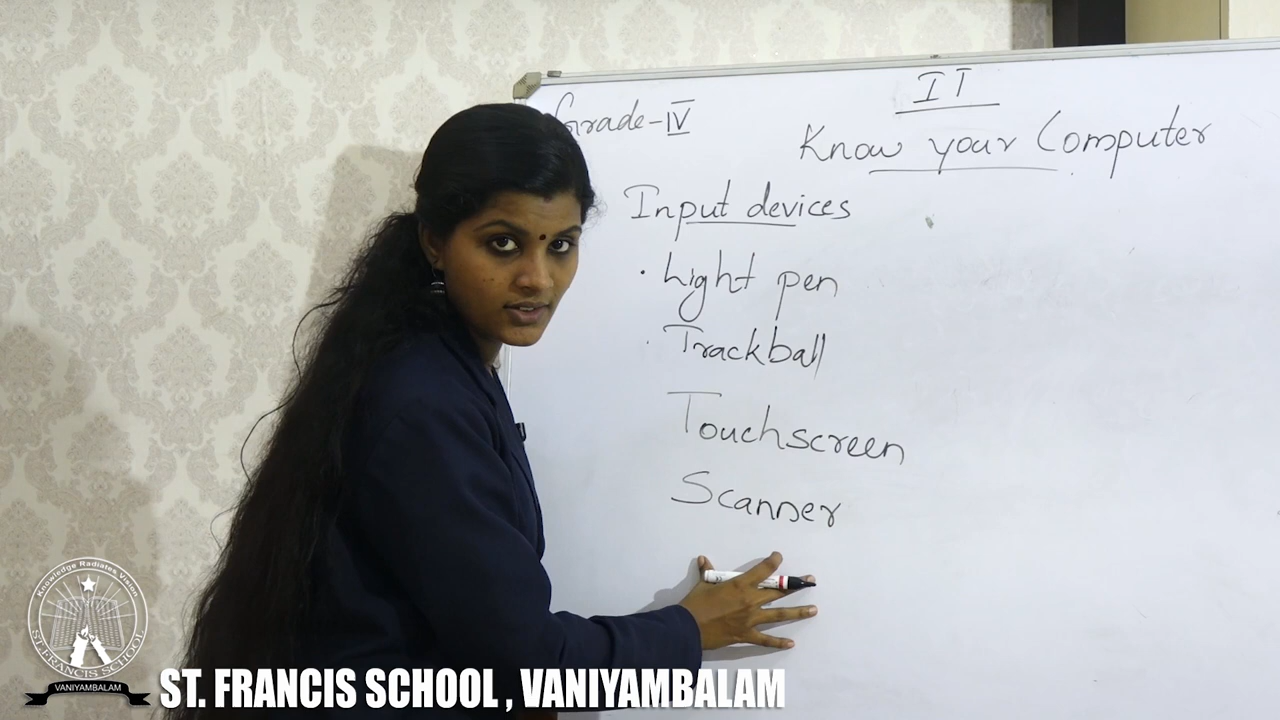 IT
Grade-IV
Know your Computer
Input devices
· Light pen
· Trackball
Touchscreen
Scanner
Knowledge Radiates Vision
ST. FRANCIS SCHOOL
VANIYAMBALAM
ST. FRANCIS SCHOOL, VANIYAMBALAM